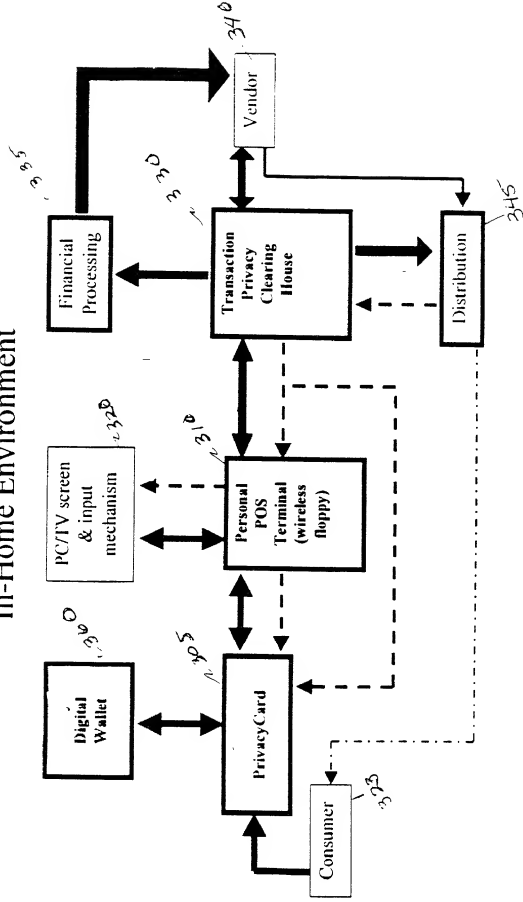 In-Home Environment
Digital
Wallet
360
PC/TV screen
& input
mechanism
320
Financial
Processing
335
PrivacyCard
305
Personal
POS
Terminal
(wireless
floppy)
310
Transaction
Privacy
Clearing
House
330
Vendor
340
Consumer
323
Distribution
345